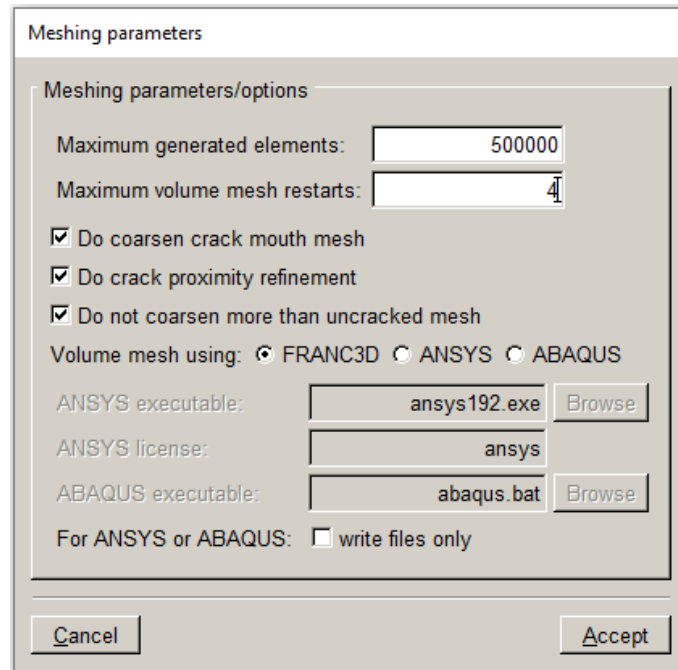 Meshing parameters
Meshing parameters/options
Maximum generated elements: 500000
Maximum volume mesh restarts: 4
Do coarsen crack mouth mesh
Do crack proximity refinement
Do not coarsen more than uncracked mesh
Volume mesh using: FRANC3D ANSYS ABAQUS
ANSYS executable: ansys192.exe Browse
ANSYS license: ansys
ABAQUS executable: abaqus.bat Browse
For ANSYS or ABAQUS: write files only
Cancel Accept